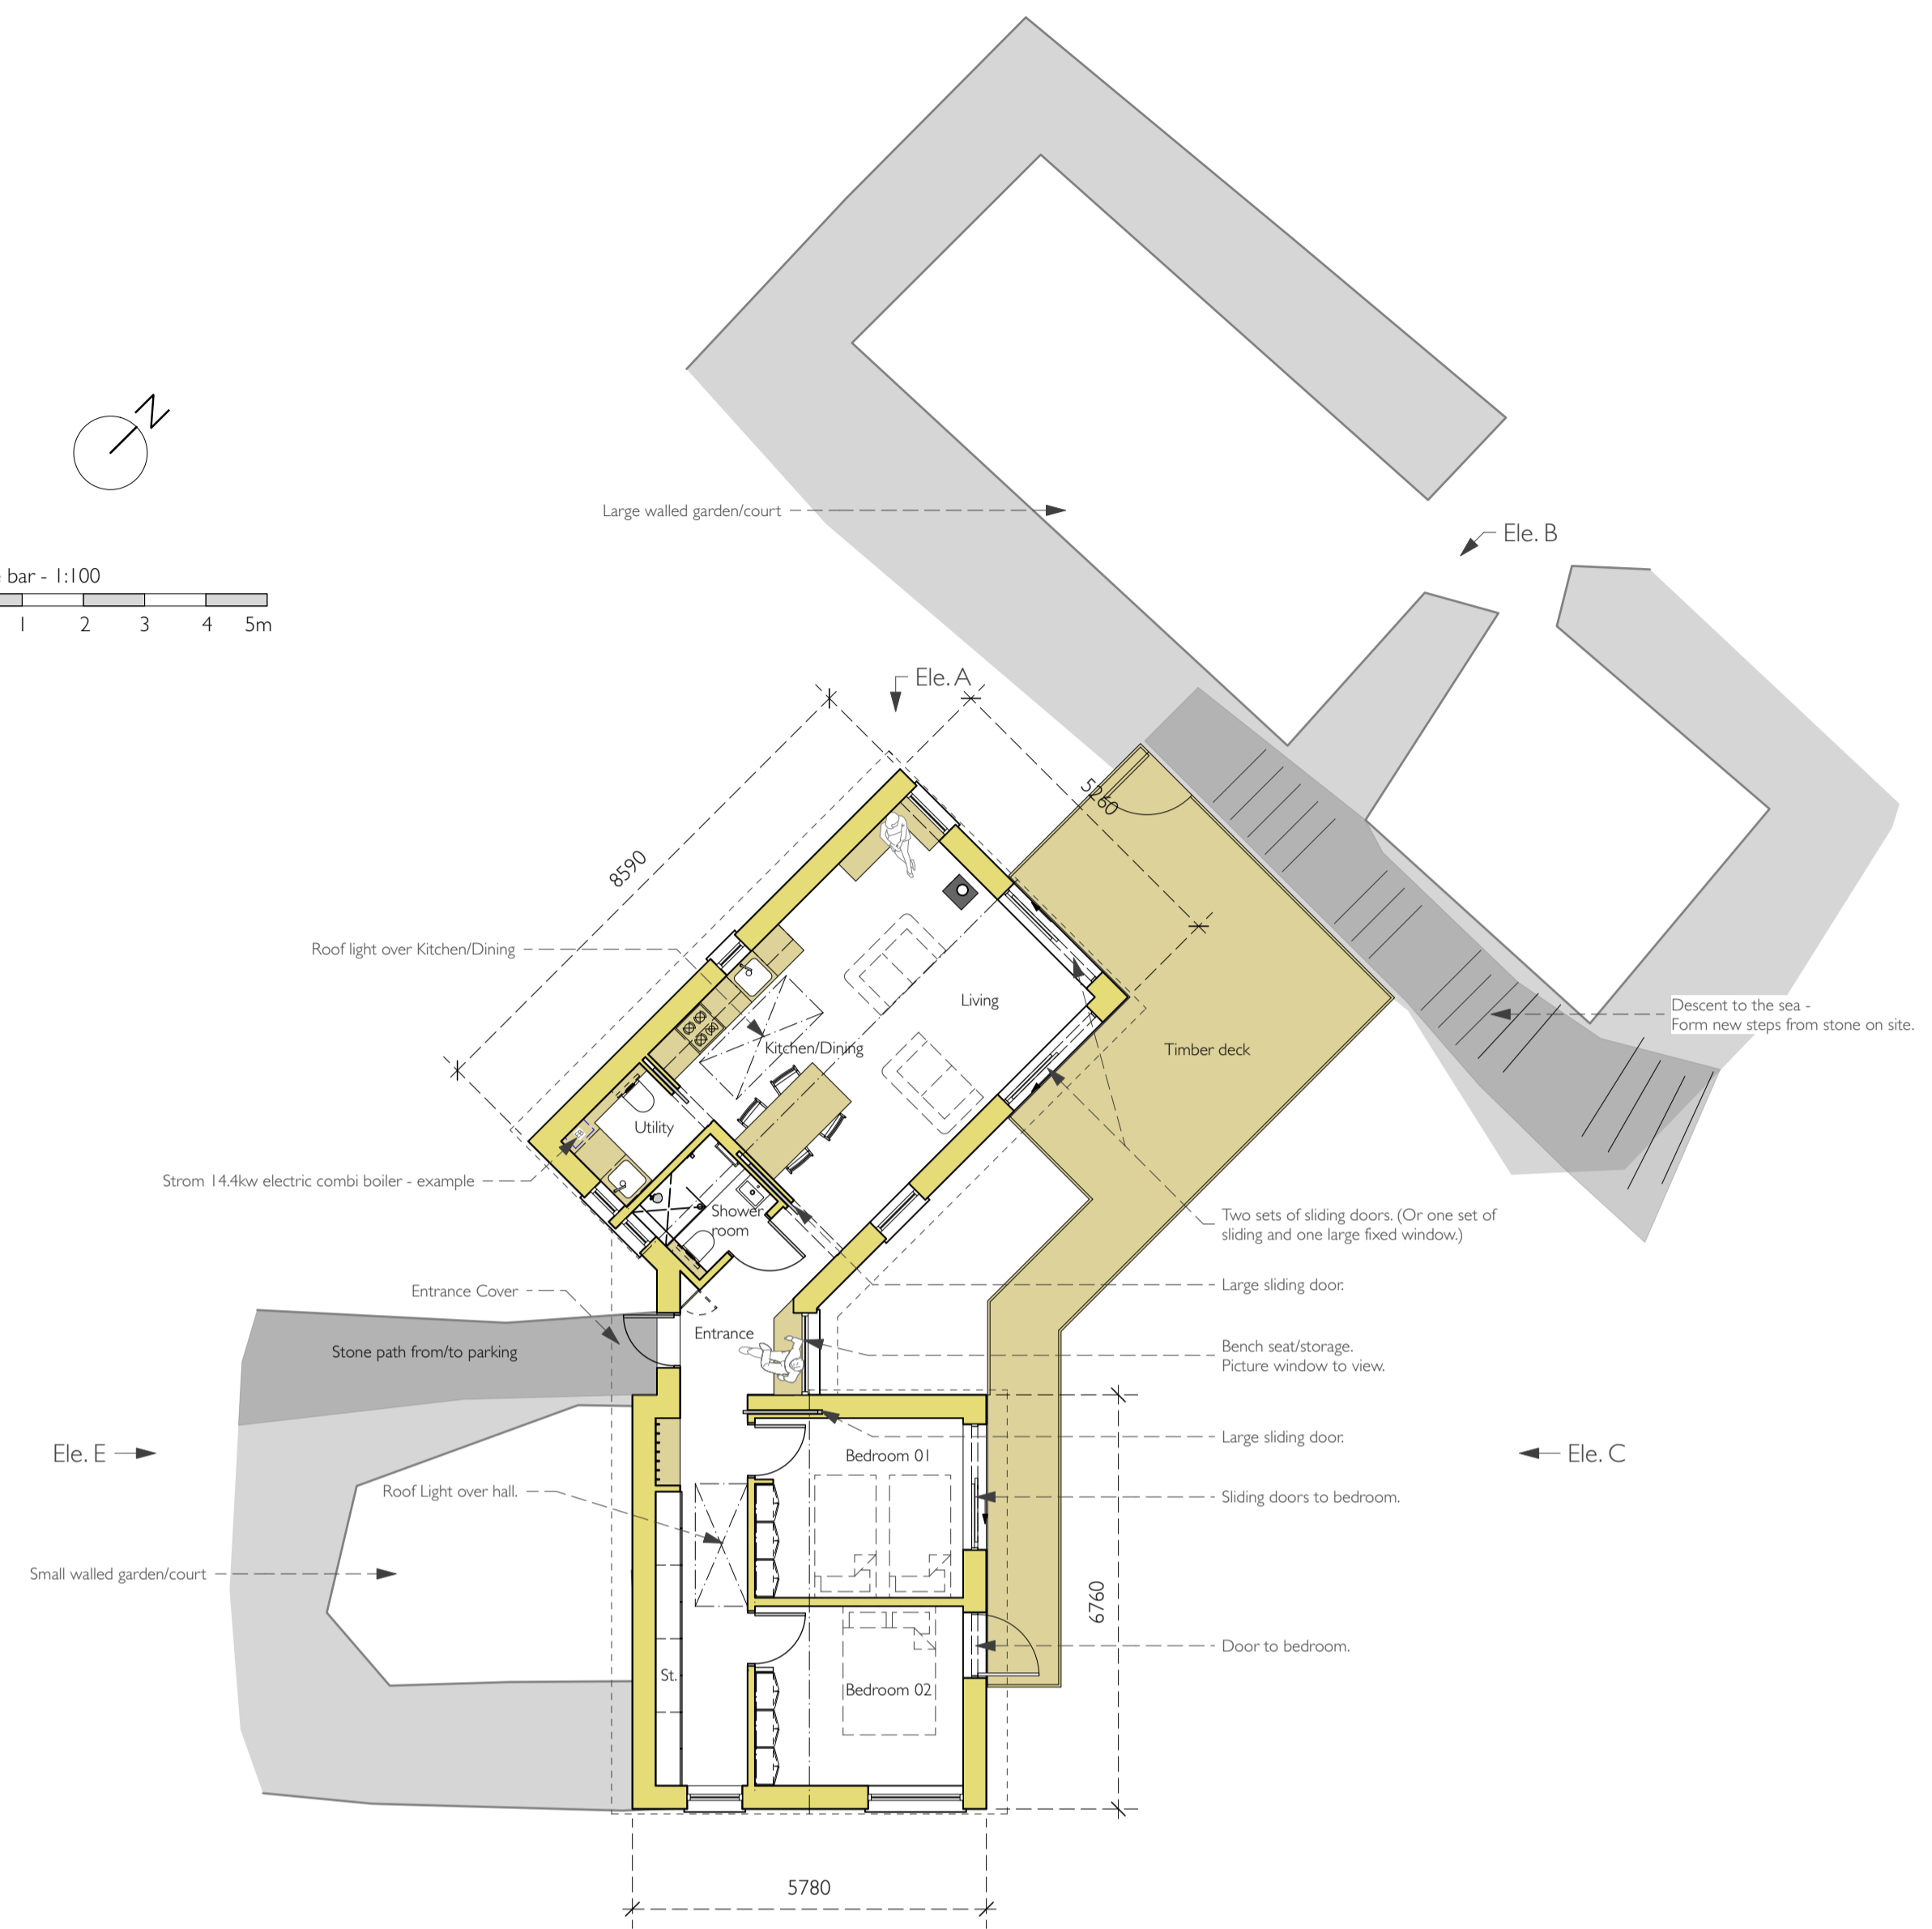 N
bar - 1:100
1 2 3 4 5m
Large walled garden/court
Ele. B
Ele. A
5260
8590
Roof light over Kitchen/Dining
Living
Kitchen/Dining
Timber deck
Descent to the sea -
Form new steps from stone on site.
Utility
Strom 14.4kw electric combi boiler - example
Shower
room
Two sets of sliding doors. (Or one set of
sliding and one large fixed window.)
Entrance Cover
Large sliding door.
Entrance
Stone path from/to parking
Bench seat/storage.
Picture window to view.
Ele. E
Large sliding door.
Ele. C
Bedroom 01
Roof Light over hall.
Sliding doors to bedroom.
Small walled garden/court
6760
Door to bedroom.
St.
Bedroom 02
5780